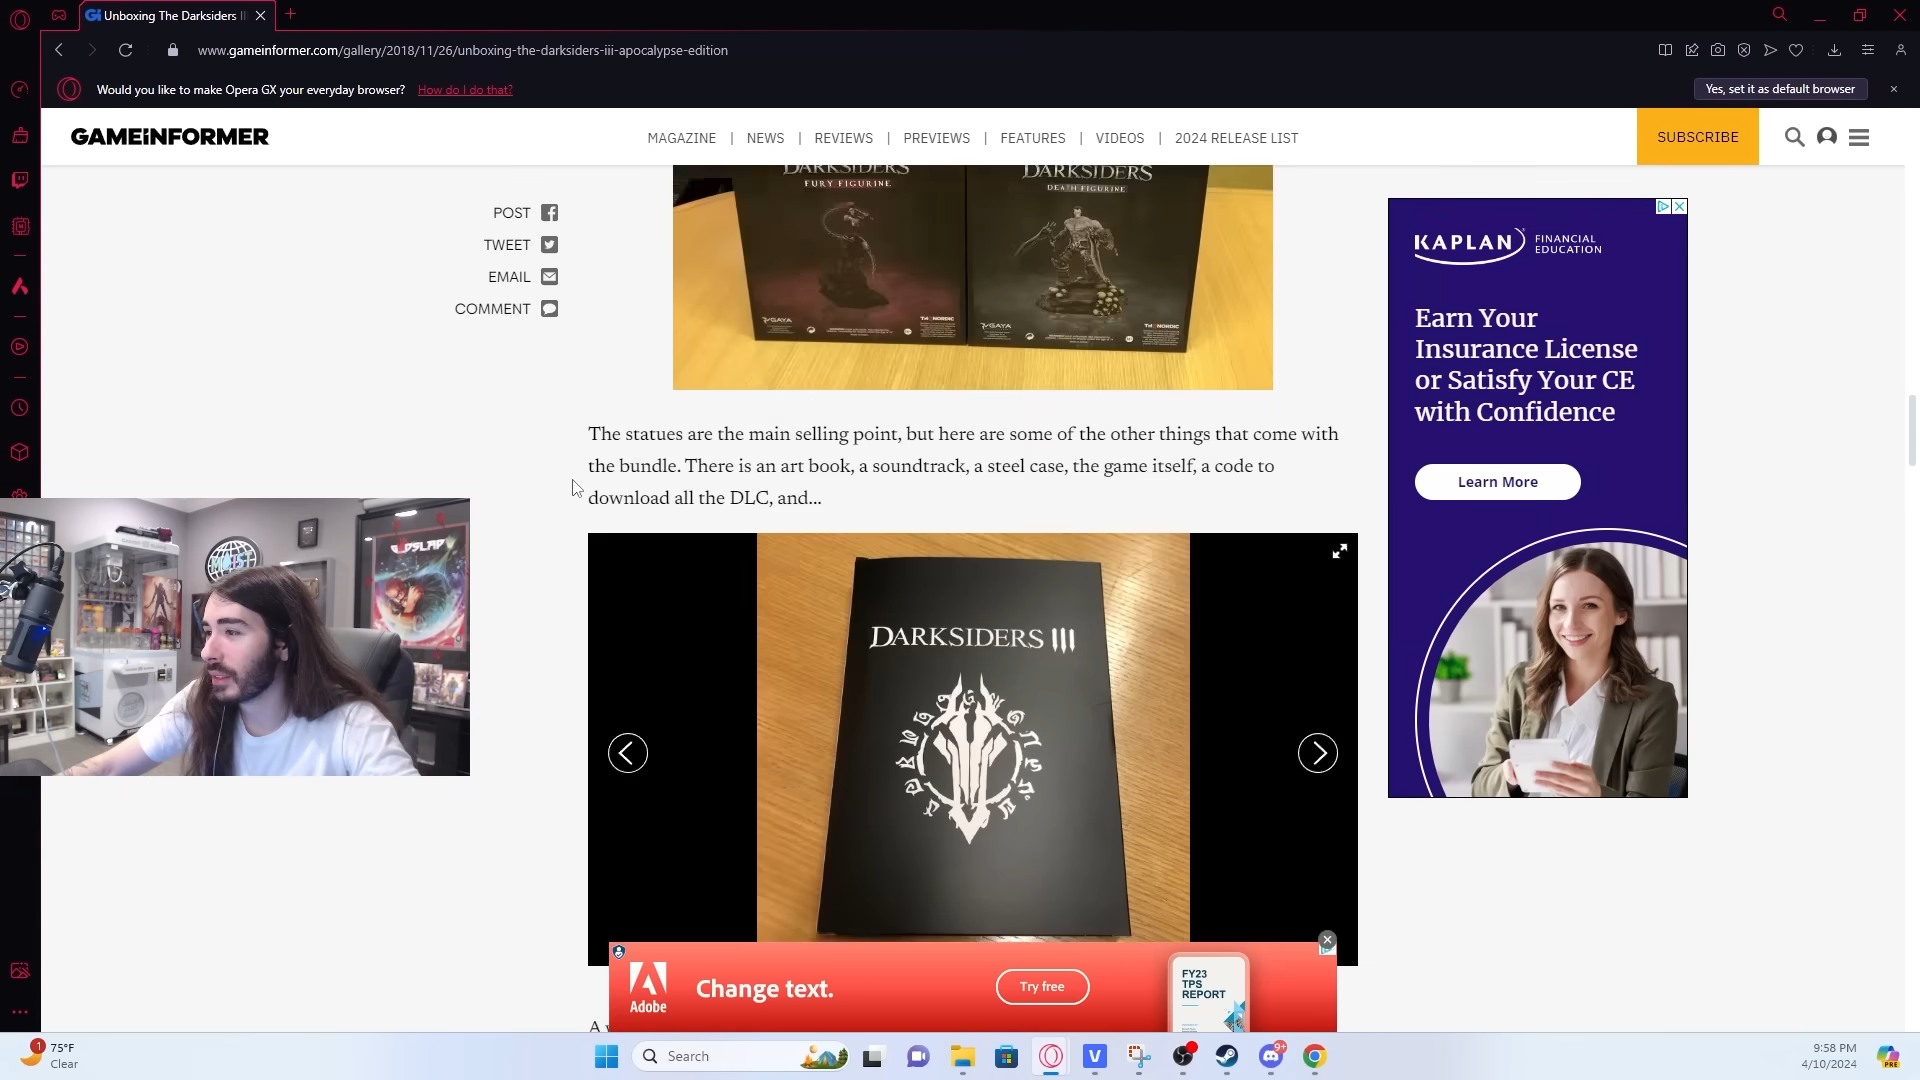 Unboxing The Darksiders III
www.gameinformer.com/gallery/2018/11/26/unboxing-the-darksiders-iii-apocalypse-edition
Would you like to make Opera GX your everyday browser? How do I do that?
Yes, set it as default browser
GAMEINFORMER
MAGAZINE | NEWS | REVIEWS | PREVIEWS | FEATURES | VIDEOS | 2024 RELEASE LIST
SUBSCRIBE
POST
TWEET
EMAIL
COMMENT
DARKSIDERS
FURY FIGURINE
DARKSIDERS
DEATH FIGURINE
The statues are the main selling point, but here are some of the other things that come with
the bundle. There is an art book, a soundtrack, a steel case, the game itself, a code to
download all the DLC, and...
DARKSIDERS III
KAPLAN FINANCIAL
EDUCATION
Earn Your
Insurance License
or Satisfy Your CE
with Confidence
Learn More
MOIST
Adobe
Change text.
Try free
FY23
TPS
REPORT
75°F
Clear
Search
9+
9:58 PM
4/10/2024
PRE